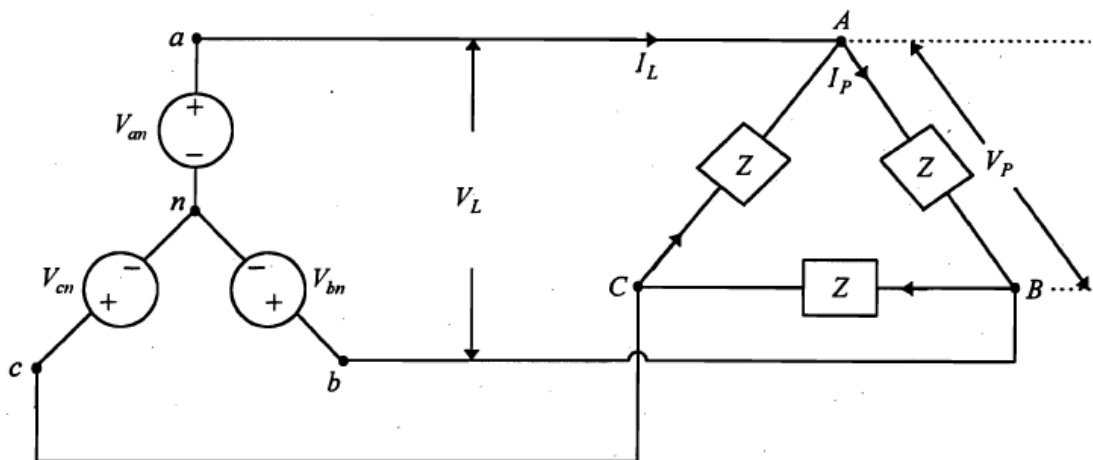 a
A
I_L
I_P
+
V_an
−
Z
Z
V_P
V_L
n
V_cn
−
+
−
+
V_bn
C
Z
B
c
b